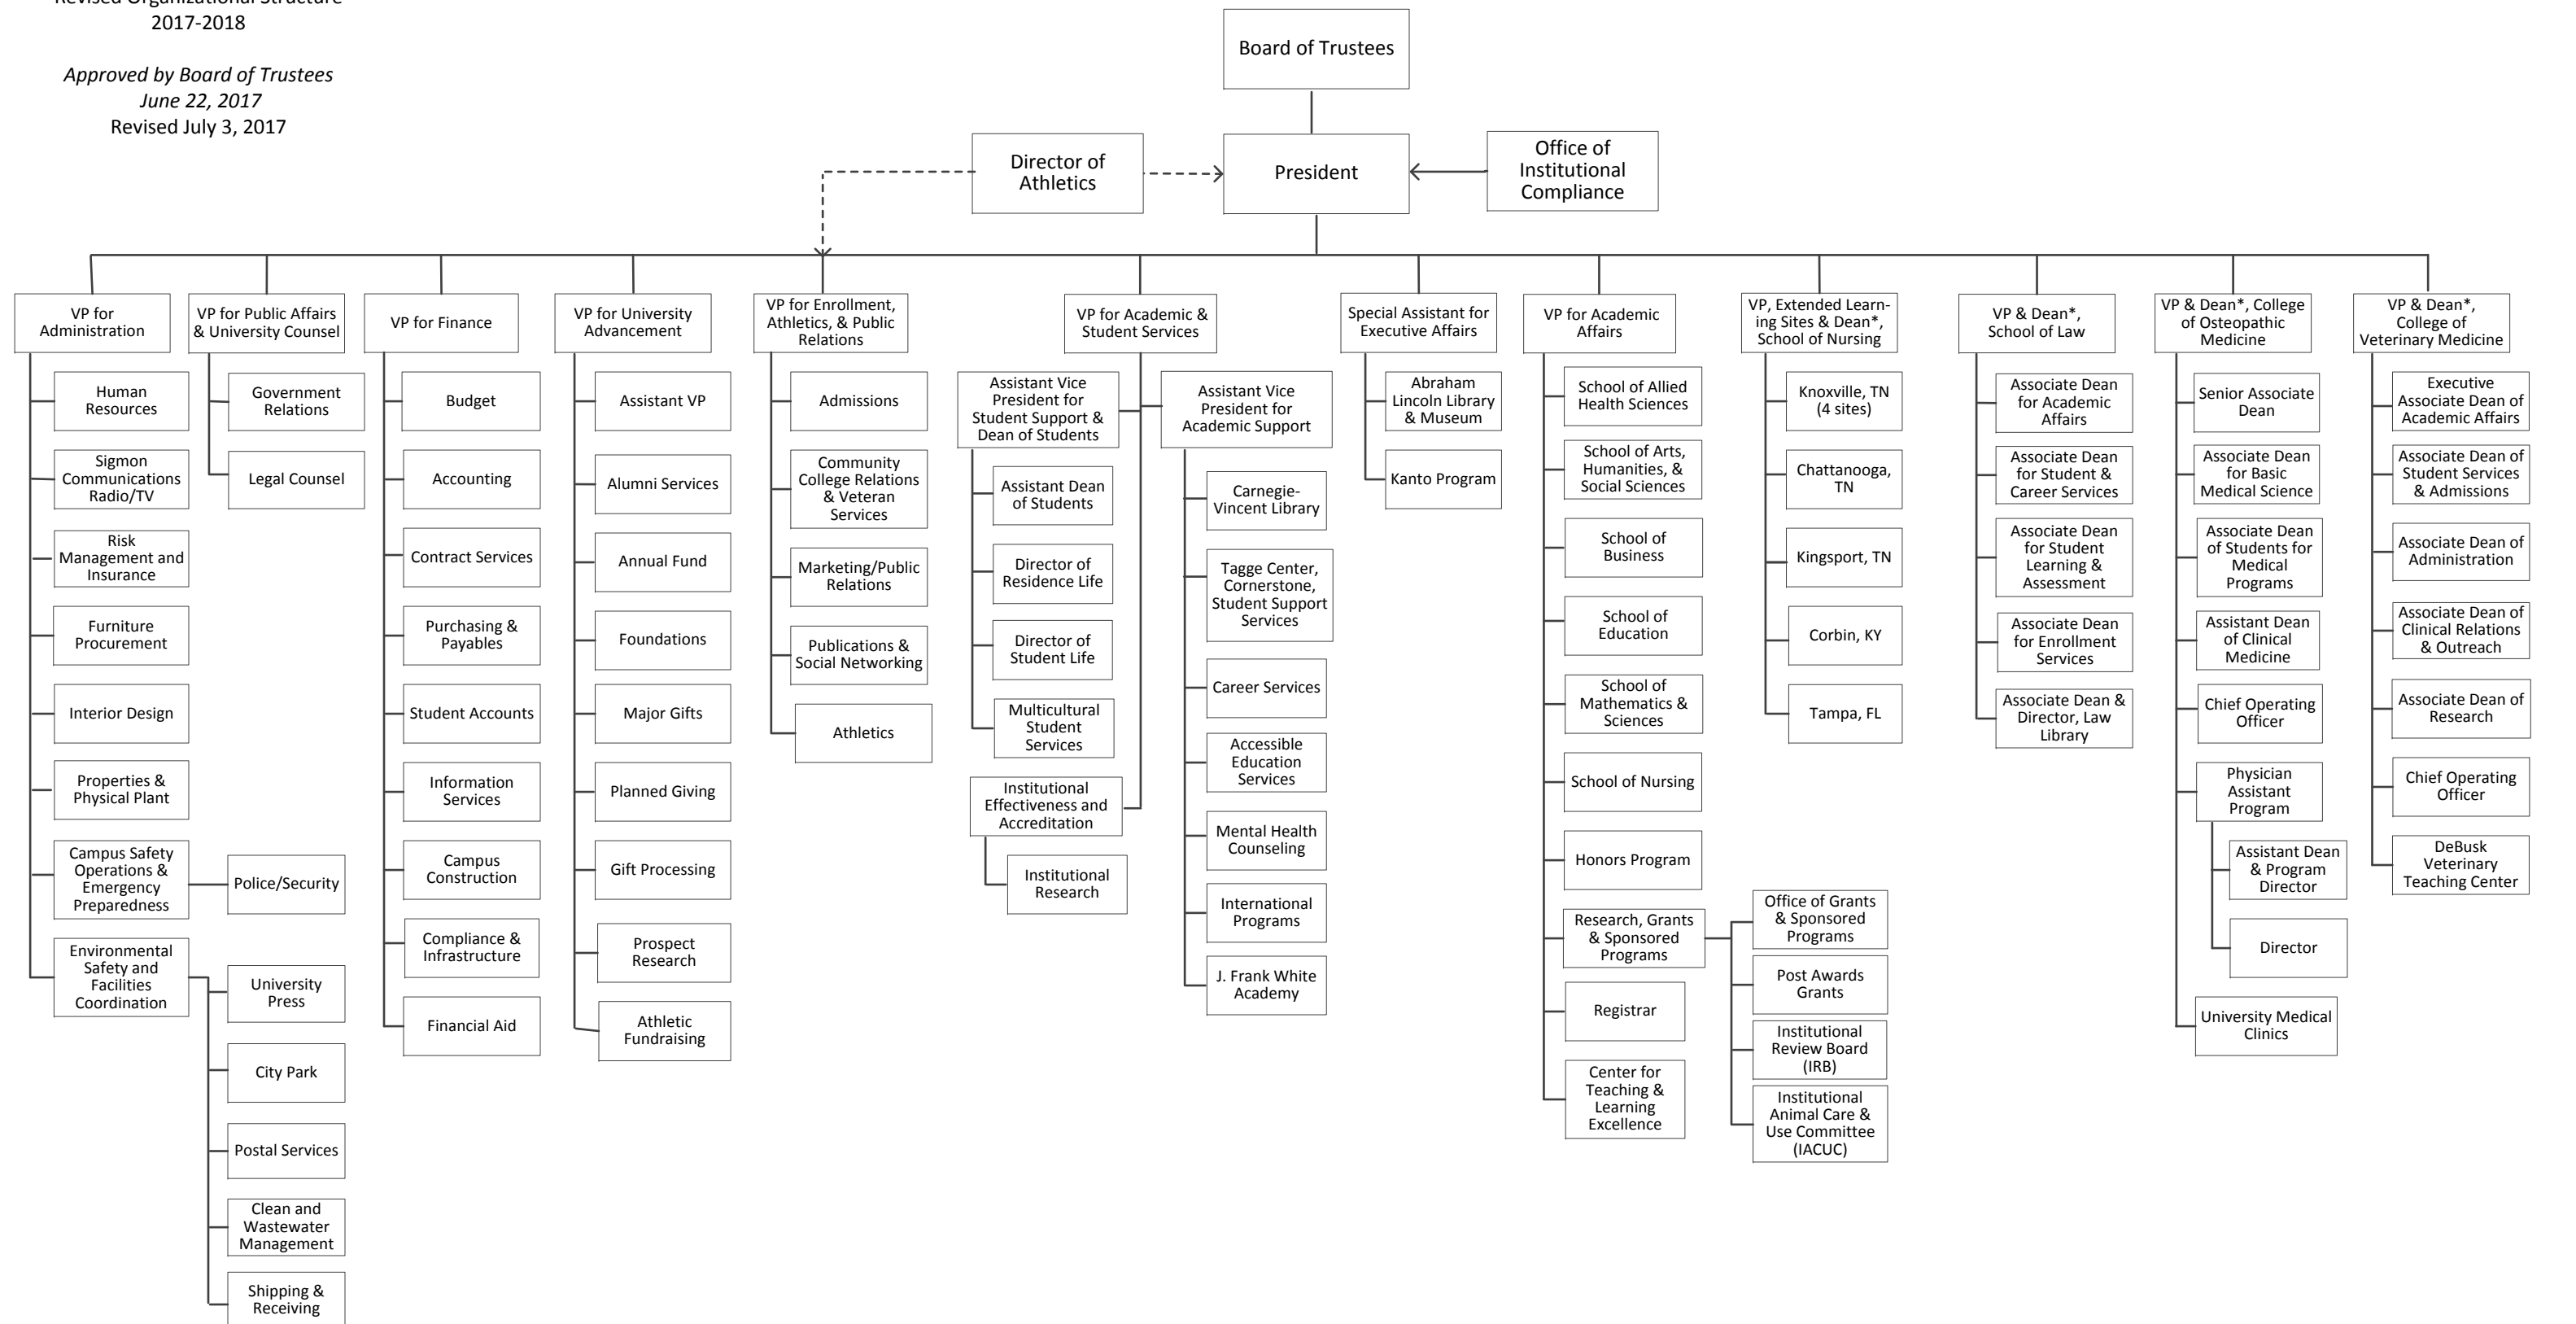 Revised Organizational Structure
2017-2018
Approved by Board of Trustees
June 22, 2017
Revised July 3, 2017
Board of Trustees
Director of
Athletics
President
Office of
Institutional
Compliance
VP for
Administration
Human
Resources
Sigmon
Communications
Radio/TV
Risk
Management and
Insurance
Furniture
Procurement
Interior Design
Properties &
Physical Plant
Campus Safety
Operations &
Emergency
Preparedness
Police/Security
Environmental
Safety and
Facilities
Coordination
University
Press
City Park
Postal Services
Clean and
Wastewater
Management
Shipping &
Receiving
VP for Public Affairs
& University Counsel
Government
Relations
Legal Counsel
VP for Finance
Budget
Accounting
Contract Services
Purchasing &
Payables
Student Accounts
Information
Services
Campus
Construction
Compliance &
Infrastructure
Financial Aid
VP for University
Advancement
Assistant VP
Alumni Services
Annual Fund
Foundations
Major Gifts
Planned Giving
Gift Processing
Prospect
Research
Athletic
Fundraising
VP for Enrollment,
Athletics, & Public
Relations
Admissions
Community
College Relations
& Veteran
Services
Marketing/Public
Relations
Publications &
Social Networking
Athletics
VP for Academic &
Student Services
Assistant Vice
President for
Student Support &
Dean of Students
Assistant Dean
of Students
Director of
Residence Life
Director of
Student Life
Multicultural
Student
Services
Institutional
Effectiveness and
Accreditation
Institutional
Research
Assistant Vice
President for
Academic Support
Carnegie-
Vincent Library
Tagge Center,
Cornerstone,
Student Support
Services
Career Services
Accessible
Education
Services
Mental Health
Counseling
International
Programs
J. Frank White
Academy
Special Assistant for
Executive Affairs
Abraham
Lincoln Library
& Museum
Kanto Program
VP for Academic
Affairs
School of Allied
Health Sciences
School of Arts,
Humanities, &
Social Sciences
School of
Business
School of
Education
School of
Mathematics &
Sciences
School of Nursing
Honors Program
Research, Grants
& Sponsored
Programs
Office of Grants
& Sponsored
Programs
Post Awards
Grants
Institutional
Review Board
(IRB)
Institutional
Animal Care &
Use Committee
(IACUC)
Registrar
Center for
Teaching &
Learning
Excellence
VP, Extended Learn-
ing Sites & Dean*,
School of Nursing
Knoxville, TN
(4 sites)
Chattanooga,
TN
Kingsport, TN
Corbin, KY
Tampa, FL
VP & Dean*,
School of Law
Associate Dean
for Academic
Affairs
Associate Dean
for Student &
Career Services
Associate Dean
for Student
Learning &
Assessment
Associate Dean
for Enrollment
Services
Associate Dean &
Director, Law
Library
VP & Dean*, College
of Osteopathic
Medicine
Senior Associate
Dean
Associate Dean
for Basic
Medical Science
Associate Dean
of Students for
Medical
Programs
Assistant Dean
of Clinical
Medicine
Chief Operating
Officer
Physician
Assistant
Program
Assistant Dean
& Program
Director
Director
University Medical
Clinics
VP & Dean*,
College of
Veterinary Medicine
Executive
Associate Dean of
Academic Affairs
Associate Dean of
Student Services
& Admissions
Associate Dean of
Administration
Associate Dean of
Clinical Relations
& Outreach
Associate Dean of
Research
Chief Operating
Officer
DeBusk
Veterinary
Teaching Center